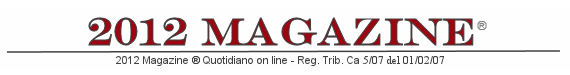 2012 MAGAZINE®
2012 Magazine ® Quotidiano on line - Reg. Trib. Ca 5/07 del 01/02/07